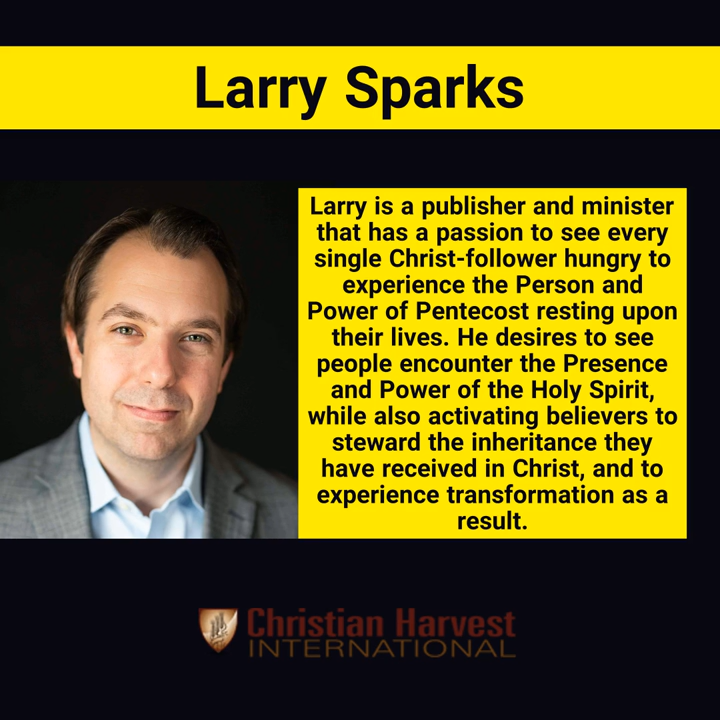 Larry Sparks
Larry is a publisher and minister
that has a passion to see every
single Christ-follower hungry to
experience the Person and
Power of Pentecost resting upon
their lives. He desires to see
people encounter the Presence
and Power of the Holy Spirit,
while also activating believers to
steward the inheritance they
have received in Christ, and to
experience transformation as a
result.
Christian Harvest
INTERNATIONAL